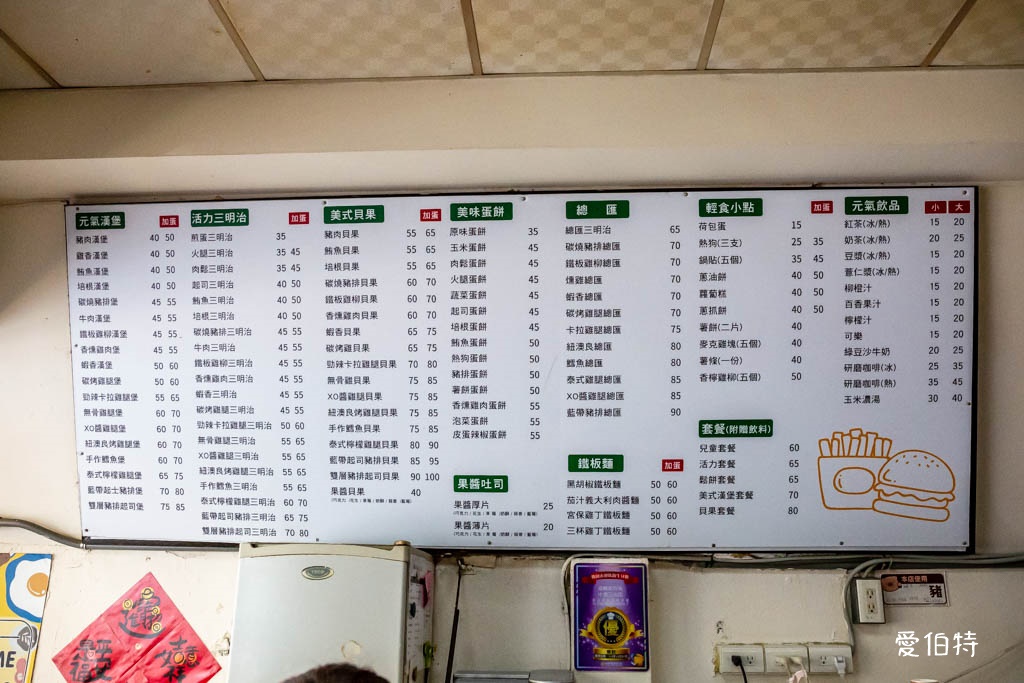 元氣漢堡 加蛋
豬肉漢堡 40 50
雞香漢堡 40 50
鮪魚漢堡 40 50
培根漢堡 40 50
碳燒豬排堡 45 55
牛肉漢堡 45 55
鐵板雞柳漢堡 45 55
香燻雞肉堡 45 55
蝦香漢堡 50 60
碳烤雞腿堡 50 60
勁辣卡拉雞腿堡 55 65
無骨雞腿堡 60 70
XO醬雞腿堡 60 70
紐澳良烤雞腿堡 60 70
手作鱈魚堡 60 70
泰式檸檬雞腿堡 65 75
藍帶起士豬排堡 70 80
雙層豬排起司堡 75 85
活力三明治 加蛋
煎蛋三明治 35
火腿三明治 35 45
肉鬆三明治 35 45
起司三明治 40 50
鮪魚三明治 40 50
培根三明治 40 50
碳燒豬排三明治 45 55
牛肉三明治 45 55
鐵板雞柳三明治 45 55
香燻雞肉三明治 45 55
蝦香三明治 45 55
碳烤雞腿三明治 45 55
勁辣卡拉雞腿三明治 50 60
無骨雞腿三明治 55 65
XO醬雞腿三明治 55 65
紐澳良烤雞腿三明治 55 65
手作鱈魚三明治 55 65
泰式檸檬雞腿三明治 60 70
藍帶起司豬排三明治 65 75
雙層豬排起司三明治 70 80
美式貝果 加蛋
豬肉貝果 55 65
鮪魚貝果 55 65
培根貝果 55 65
碳燒豬排貝果 60 70
鐵板雞柳貝果 60 70
香燻雞肉貝果 60 70
蝦香貝果 65 75
碳烤雞貝果 65 75
勁辣卡拉雞腿貝果 70 80
無骨雞貝果 75 85
XO醬雞腿貝果 75 85
紐澳良烤雞腿貝果 75 85
手作鱈魚貝果 75 85
泰式檸檬雞腿貝果 80 90
藍帶起司豬排貝果 85 95
雙層豬排起司貝果 90 100
果醬貝果 40
美味蛋餅
原味蛋餅 35
玉米蛋餅 45
肉鬆蛋餅 45
火腿蛋餅 45
蔬菜蛋餅 45
起司蛋餅 45
培根蛋餅 45
鮪魚蛋餅 50
熱狗蛋餅 50
豬排蛋餅 50
薯餅蛋餅 50
香燻雞肉蛋餅 55
泡菜蛋餅 55
皮蛋辣椒蛋餅 55
果醬吐司
果醬厚片 25
果醬薄片 20
總匯
總匯三明治 65
碳燒豬排總匯 70
鐵板雞柳總匯 70
燻雞總匯 70
蝦香總匯 70
碳烤雞腿總匯 70
卡拉雞腿總匯 75
紐澳良總匯 80
鱈魚總匯 80
泰式雞腿總匯 85
XO醬雞腿總匯 85
藍帶豬排總匯 90
鐵板麵 加蛋
黑胡椒鐵板麵 50 60
茄汁義大利肉醬麵 50 60
宮保雞丁鐵板麵 50 60
三杯雞丁鐵板麵 50 60
輕食小點 加蛋
荷包蛋 15
熱狗(三支) 25 35
鍋貼(五個) 35 45
蔥油餅 40 50
蘿蔔糕 40 50
蔥抓餅 40 50
薯餅(二片) 40
麥克雞塊(五個) 40
薯條(一份) 40
香檸雞柳(五個) 50
套餐(附贈飲料)
兒童套餐 60
活力套餐 65
鬆餅套餐 65
美式漢堡套餐 70
貝果套餐 80
元氣飲品 小 大
紅茶(冰/熱) 15 20
奶茶(冰/熱) 20 25
豆漿(冰/熱) 15 20
薏仁漿(冰/熱) 15 20
柳橙汁 15 20
百香果汁 15 20
檸檬汁 15 20
可樂 15 20
綠豆沙牛奶 20 25
研磨咖啡(冰) 25 35
研磨咖啡(熱) 35 45
玉米濃湯 30 40
優
本店使用
豬
愛伯特